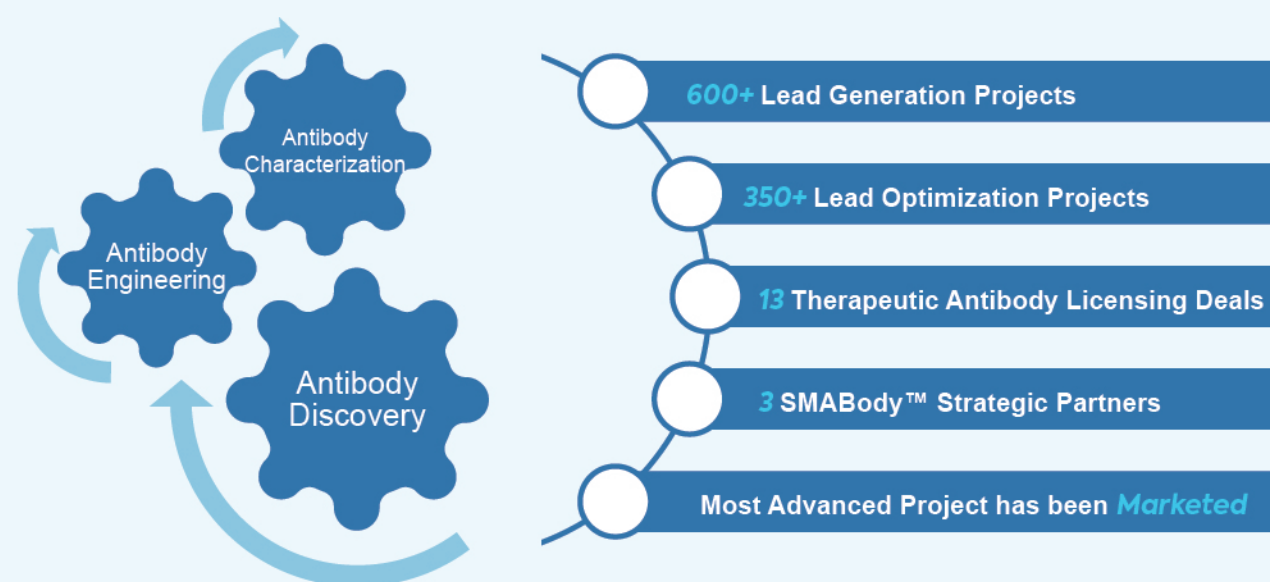 Antibody
Characterization
Antibody
Engineering
Antibody
Discovery
600+ Lead Generation Projects
350+ Lead Optimization Projects
13 Therapeutic Antibody Licensing Deals
3 SMABody™ Strategic Partners
Most Advanced Project has been Marketed